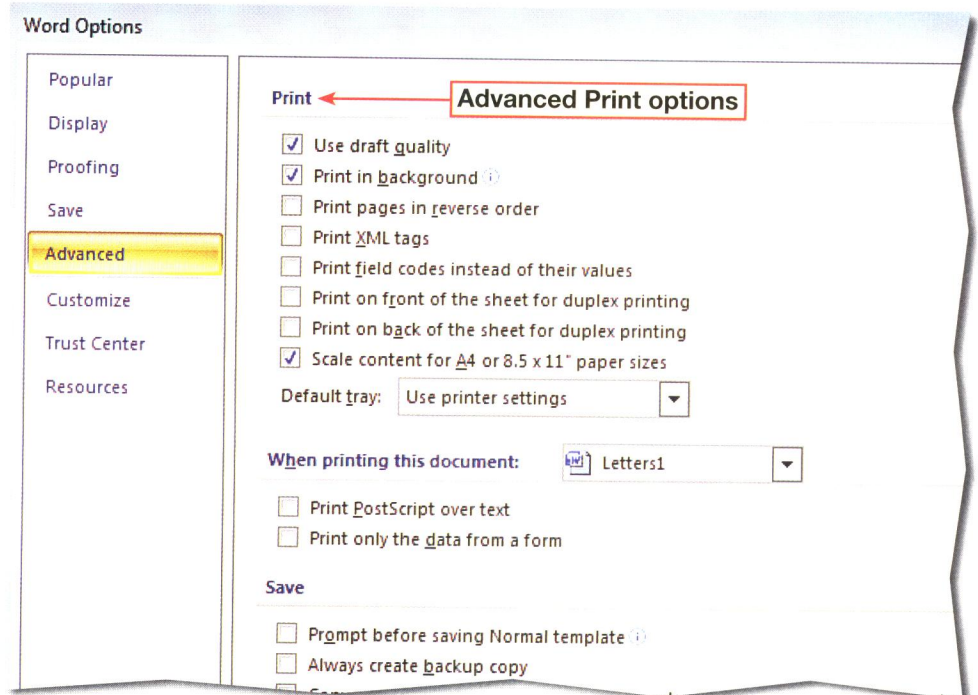 Word Options
Popular
Display
Proofing
Save
Advanced
Customize
Trust Center
Resources
Print
Advanced Print options
Use draft quality
Print in background
Print pages in reverse order
Print XML tags
Print field codes instead of their values
Print on front of the sheet for duplex printing
Print on back of the sheet for duplex printing
Scale content for A4 or 8.5 x 11" paper sizes
Default tray: Use printer settings
When printing this document: Letters1
Print PostScript over text
Print only the data from a form
Save
Prompt before saving Normal template
Always create backup copy